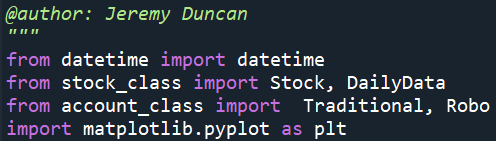 @author: Jeremy Duncan
"""
from datetime import datetime
from stock_class import Stock, DailyData
from account_class import  Traditional, Robo
import matplotlib.pyplot as plt